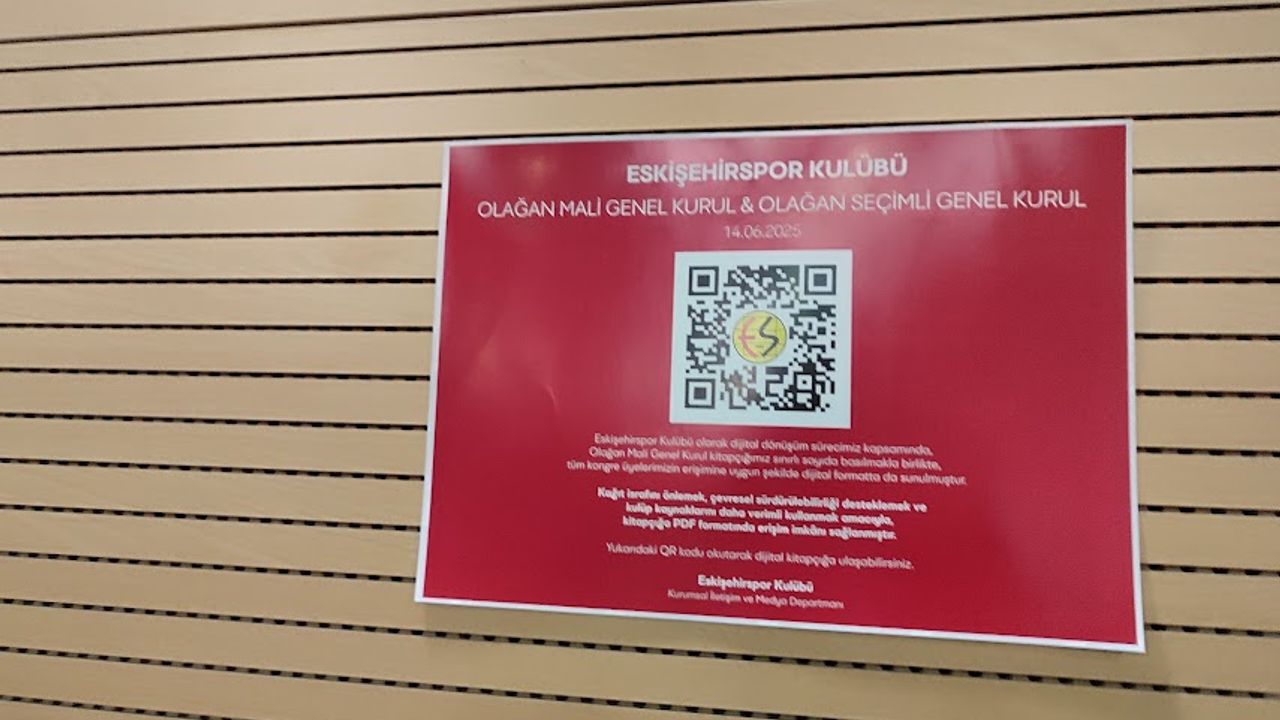 ESKİŞEHİRSPOR KULÜBÜ
OLAĞAN MALİ GENEL KURUL & OLAĞAN SEÇİMLİ GENEL KURUL
14.06.2025
ES
Eskişehirspor Kulübü olarak dijital dönüşüm sürecimiz kapsamında,
Olağan Mali Genel Kurul kitapçığımız sınırlı sayıda basılmakla birlikte,
tüm kongre üyelerimizin erişimine uygun şekilde dijital formatta da sunulmuştur.
Kağıt israfını önlemek, çevresel sürdürülebilirliği desteklemek ve
kulüp kaynaklarını daha verimli kullanmak amacıyla,
kitapçığa PDF formatında erişim imkânı sağlanmıştır.
Yukarıdaki QR kodu okutarak dijital kitapçığa ulaşabilirsiniz.
Eskişehirspor Kulübü
Kurumsal İletişim ve Medya Departmanı